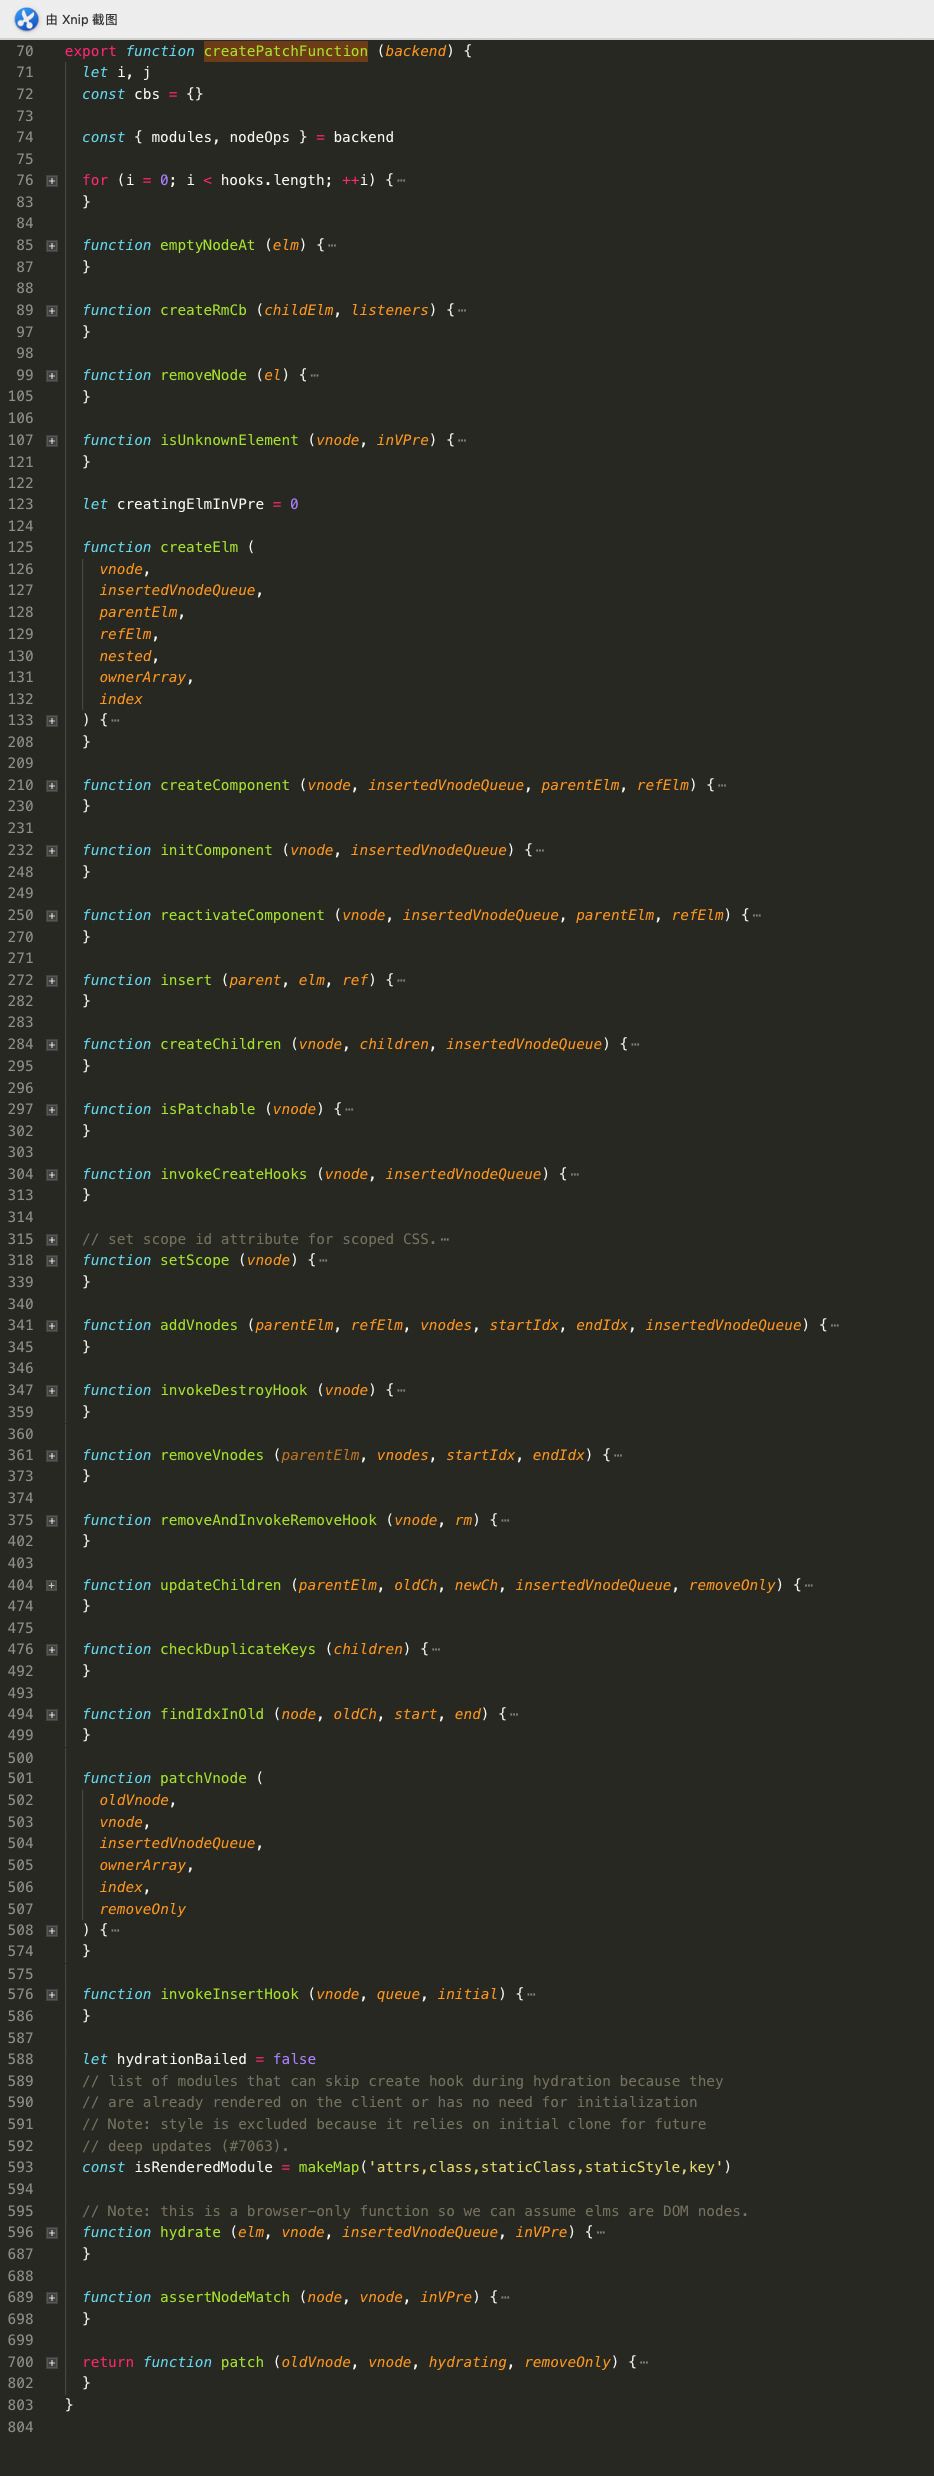 由 Xnip 截图
70 export function createPatchFunction (backend) {
71 let i, j
72 const cbs = {}
73
74 const { modules, nodeOps } = backend
75
76 for (i = 0; i < hooks.length; ++i) {⋯
83 }
84
85 function emptyNodeAt (elm) {⋯
87 }
88
89 function createRmCb (childElm, listeners) {⋯
97 }
98
99 function removeNode (el) {⋯
105 }
106
107 function isUnknownElement (vnode, inVPre) {⋯
121 }
122
123 let creatingElmInVPre = 0
124
125 function createElm (
126 vnode,
127 insertedVnodeQueue,
128 parentElm,
129 refElm,
130 nested,
131 ownerArray,
132 index
133 ) {⋯
208 }
209
210 function createComponent (vnode, insertedVnodeQueue, parentElm, refElm) {⋯
230 }
231
232 function initComponent (vnode, insertedVnodeQueue) {⋯
248 }
249
250 function reactivateComponent (vnode, insertedVnodeQueue, parentElm, refElm) {⋯
270 }
271
272 function insert (parent, elm, ref) {⋯
282 }
283
284 function createChildren (vnode, children, insertedVnodeQueue) {⋯
295 }
296
297 function isPatchable (vnode) {⋯
302 }
303
304 function invokeCreateHooks (vnode, insertedVnodeQueue) {⋯
313 }
314
315 // set scope id attribute for scoped CSS.⋯
318 function setScope (vnode) {⋯
339 }
340
341 function addVnodes (parentElm, refElm, vnodes, startIdx, endIdx, insertedVnodeQueue) {⋯
345 }
346
347 function invokeDestroyHook (vnode) {⋯
359 }
360
361 function removeVnodes (parentElm, vnodes, startIdx, endIdx) {⋯
373 }
374
375 function removeAndInvokeRemoveHook (vnode, rm) {⋯
402 }
403
404 function updateChildren (parentElm, oldCh, newCh, insertedVnodeQueue, removeOnly) {⋯
474 }
475
476 function checkDuplicateKeys (children) {⋯
492 }
493
494 function findIdxInOld (node, oldCh, start, end) {⋯
499 }
500
501 function patchVnode (
502 oldVnode,
503 vnode,
504 insertedVnodeQueue,
505 ownerArray,
506 index,
507 removeOnly
508 ) {⋯
574 }
575
576 function invokeInsertHook (vnode, queue, initial) {⋯
586 }
587
588 let hydrationBailed = false
589 // list of modules that can skip create hook during hydration because they
590 // are already rendered on the client or has no need for initialization
591 // Note: style is excluded because it relies on initial clone for future
592 // deep updates (#7063).
593 const isRenderedModule = makeMap('attrs,class,staticClass,staticStyle,key')
594
595 // Note: this is a browser-only function so we can assume elms are DOM nodes.
596 function hydrate (elm, vnode, insertedVnodeQueue, inVPre) {⋯
687 }
688
689 function assertNodeMatch (node, vnode, inVPre) {⋯
698 }
699
700 return function patch (oldVnode, vnode, hydrating, removeOnly) {⋯
802 }
803 }
804